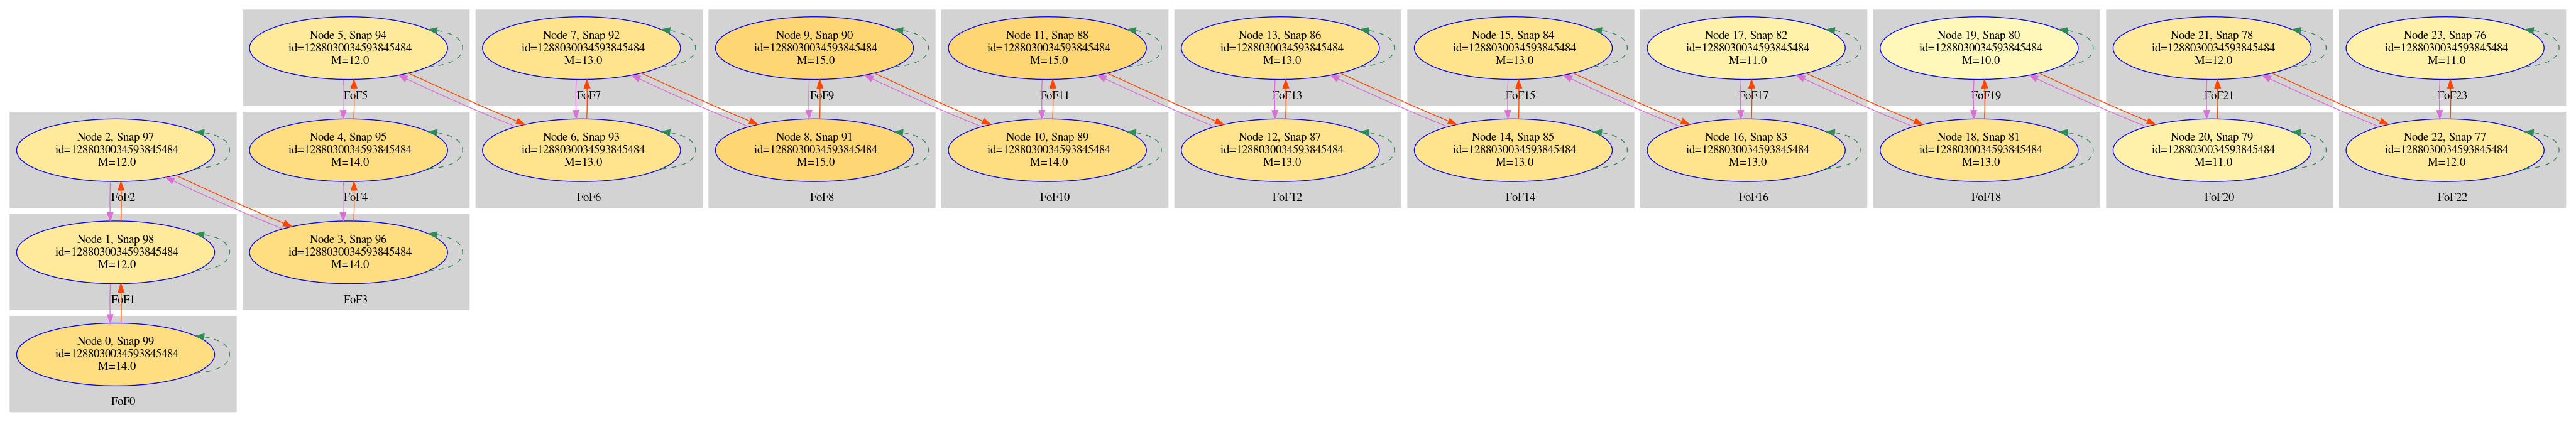 Node 5, Snap 94
id=1288030034593845484
M=12.0
FoF5
Node 7, Snap 92
id=1288030034593845484
M=13.0
FoF7
Node 9, Snap 90
id=1288030034593845484
M=15.0
FoF9
Node 11, Snap 88
id=1288030034593845484
M=15.0
FoF11
Node 13, Snap 86
id=1288030034593845484
M=13.0
FoF13
Node 15, Snap 84
id=1288030034593845484
M=13.0
FoF15
Node 17, Snap 82
id=1288030034593845484
M=11.0
FoF17
Node 19, Snap 80
id=1288030034593845484
M=10.0
FoF19
Node 21, Snap 78
id=1288030034593845484
M=12.0
FoF21
Node 23, Snap 76
id=1288030034593845484
M=11.0
FoF23
Node 2, Snap 97
id=1288030034593845484
M=12.0
FoF2
Node 4, Snap 95
id=1288030034593845484
M=14.0
FoF4
Node 6, Snap 93
id=1288030034593845484
M=13.0
FoF6
Node 8, Snap 91
id=1288030034593845484
M=15.0
FoF8
Node 10, Snap 89
id=1288030034593845484
M=14.0
FoF10
Node 12, Snap 87
id=1288030034593845484
M=13.0
FoF12
Node 14, Snap 85
id=1288030034593845484
M=13.0
FoF14
Node 16, Snap 83
id=1288030034593845484
M=13.0
FoF16
Node 18, Snap 81
id=1288030034593845484
M=13.0
FoF18
Node 20, Snap 79
id=1288030034593845484
M=11.0
FoF20
Node 22, Snap 77
id=1288030034593845484
M=12.0
FoF22
Node 1, Snap 98
id=1288030034593845484
M=12.0
FoF1
Node 3, Snap 96
id=1288030034593845484
M=14.0
FoF3
Node 0, Snap 99
id=1288030034593845484
M=14.0
FoF0